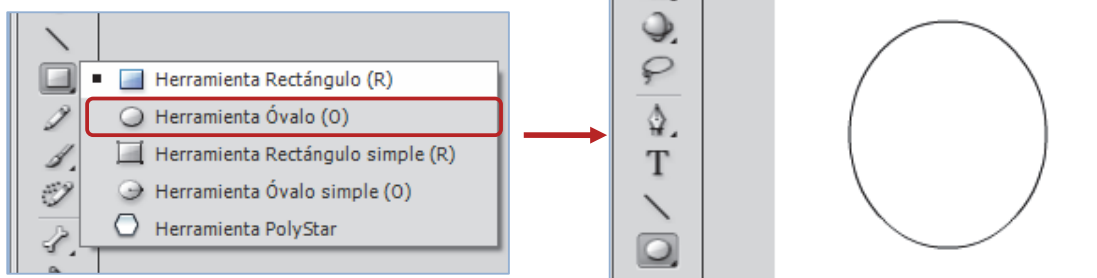 Herramienta Rectángulo (R)
Herramienta Óvalo (O)
Herramienta Rectángulo simple (R)
Herramienta Óvalo simple (O)
Herramienta PolyStar
T